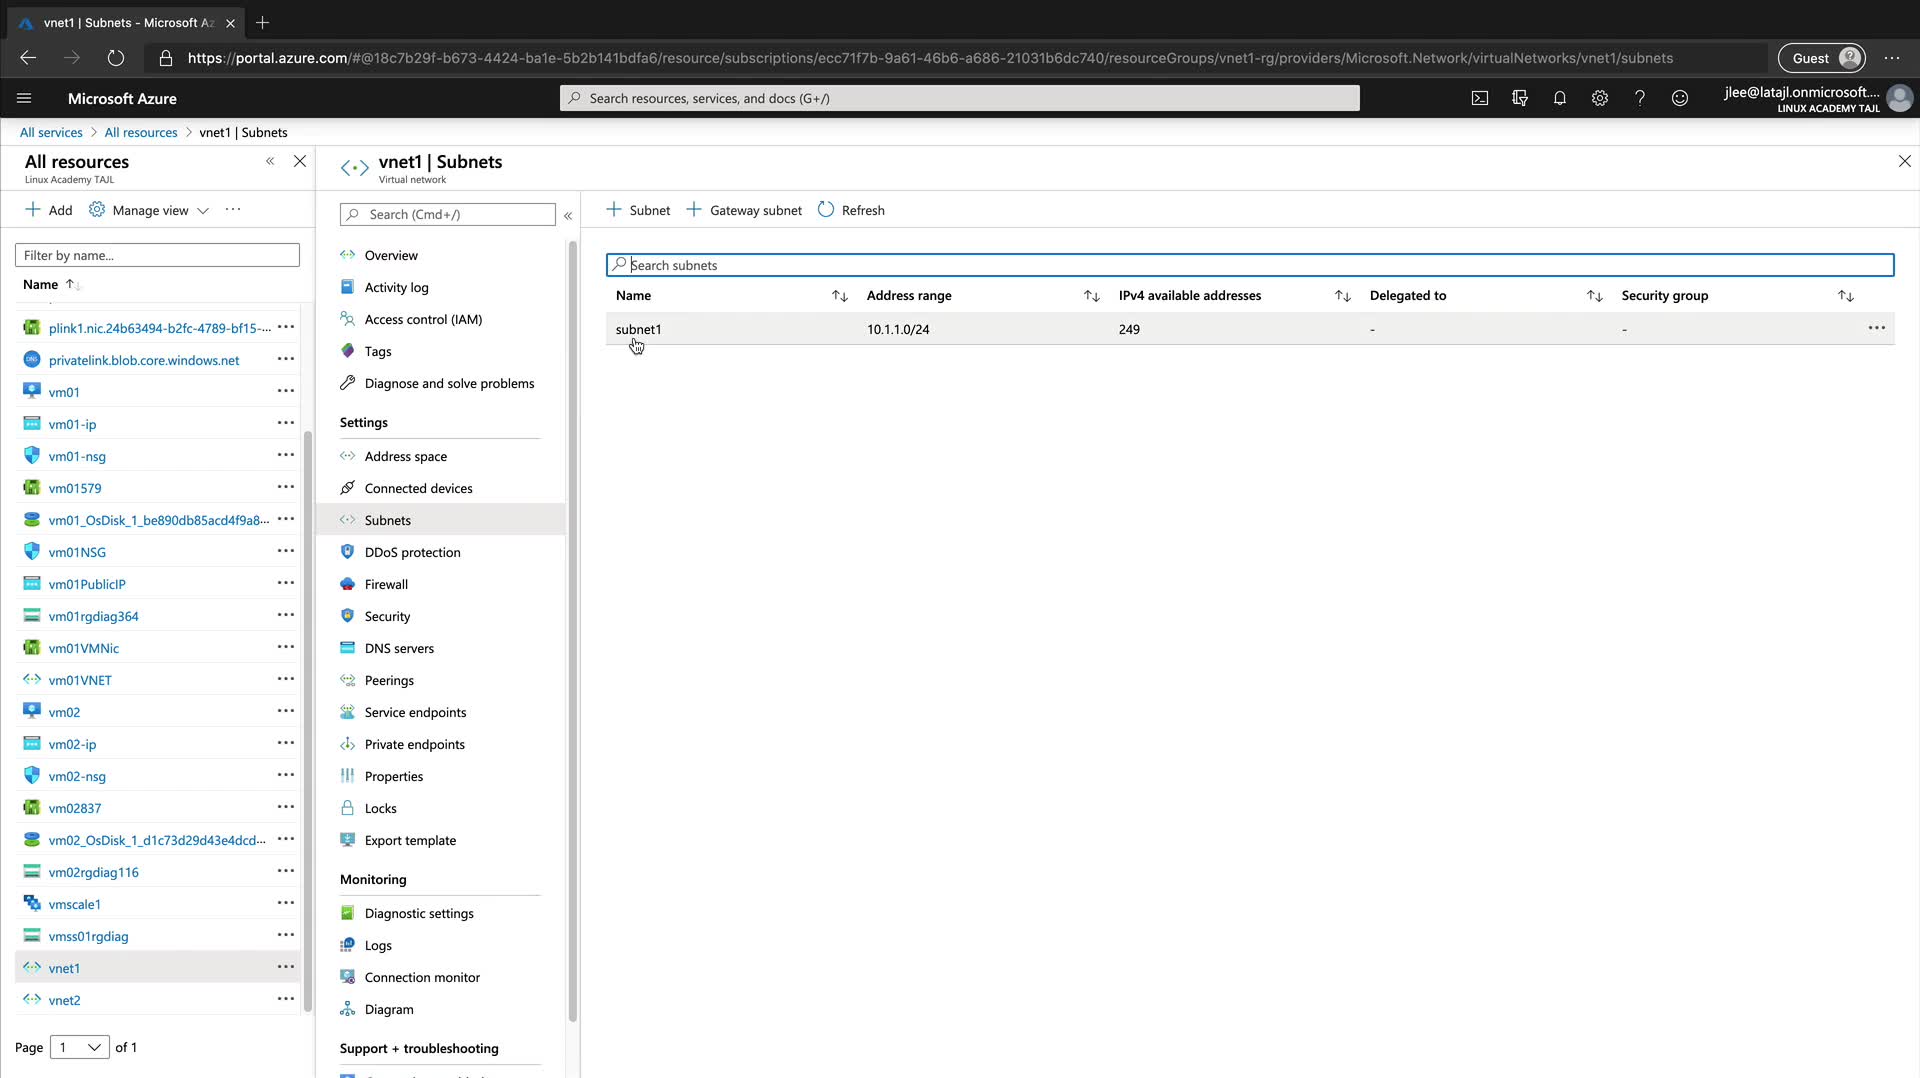 vnet1 | Subnets - Microsoft Az
https://portal.azure.com/#@18c7b29f-b673-4424-ba1e-5b2b141bdfa6/resource/subscriptions/ecc71f7b-9a61-46b6-a686-21031b6dc740/resourceGroups/vnet1-rg/providers/Microsoft.Network/virtualNetworks/vnet1/subnets
Guest
Microsoft Azure
Search resources, services, and docs (G+/)
jlee@latajl.onmicrosoft....
LINUX ACADEMY TAJL
All services > All resources > vnet1 | Subnets
All resources
Linux Academy TAJL
Add
Manage view
Filter by name...
Name
plink1.nic.24b63494-b2fc-4789-bf15-...
privatelink.blob.core.windows.net
vm01
vm01-ip
vm01-nsg
vm01579
vm01_OsDisk_1_be890db85acd4f9a8...
vm01NSG
vm01PublicIP
vm01rgdiag364
vm01VMNic
vm01VNET
vm02
vm02-ip
vm02-nsg
vm02837
vm02_OsDisk_1_d1c73d29d43e4dcd...
vm02rgdiag116
vmscale1
vmss01rgdiag
vnet1
vnet2
Page 1 of 1
vnet1 | Subnets
Virtual network
Search (Cmd+/)
Overview
Activity log
Access control (IAM)
Tags
Diagnose and solve problems
Settings
Address space
Connected devices
Subnets
DDoS protection
Firewall
Security
DNS servers
Peerings
Service endpoints
Private endpoints
Properties
Locks
Export template
Monitoring
Diagnostic settings
Logs
Connection monitor
Diagram
Support + troubleshooting
Subnet
Gateway subnet
Refresh
Search subnets
Name Address range IPv4 available addresses Delegated to Security group
subnet1 10.1.1.0/24 249 - -